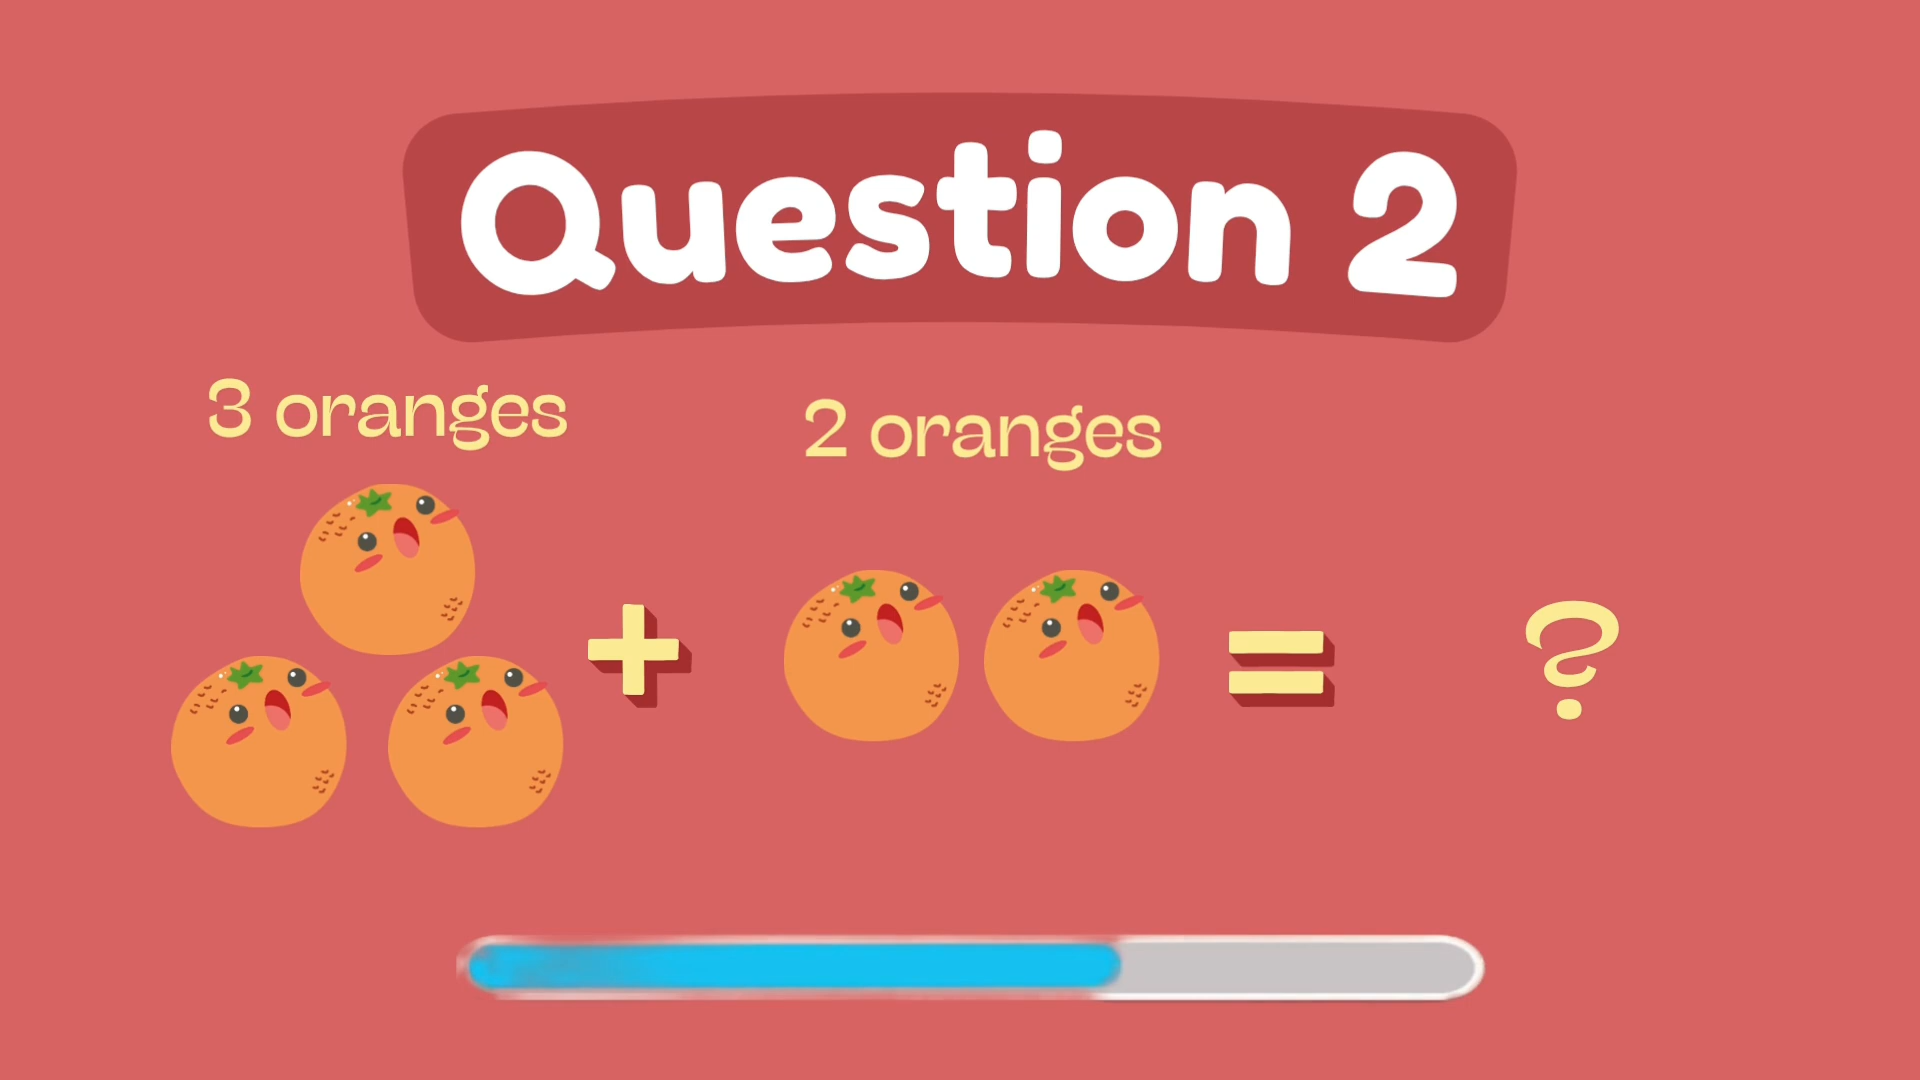 Question 2
3 oranges
2 oranges
+ = ?